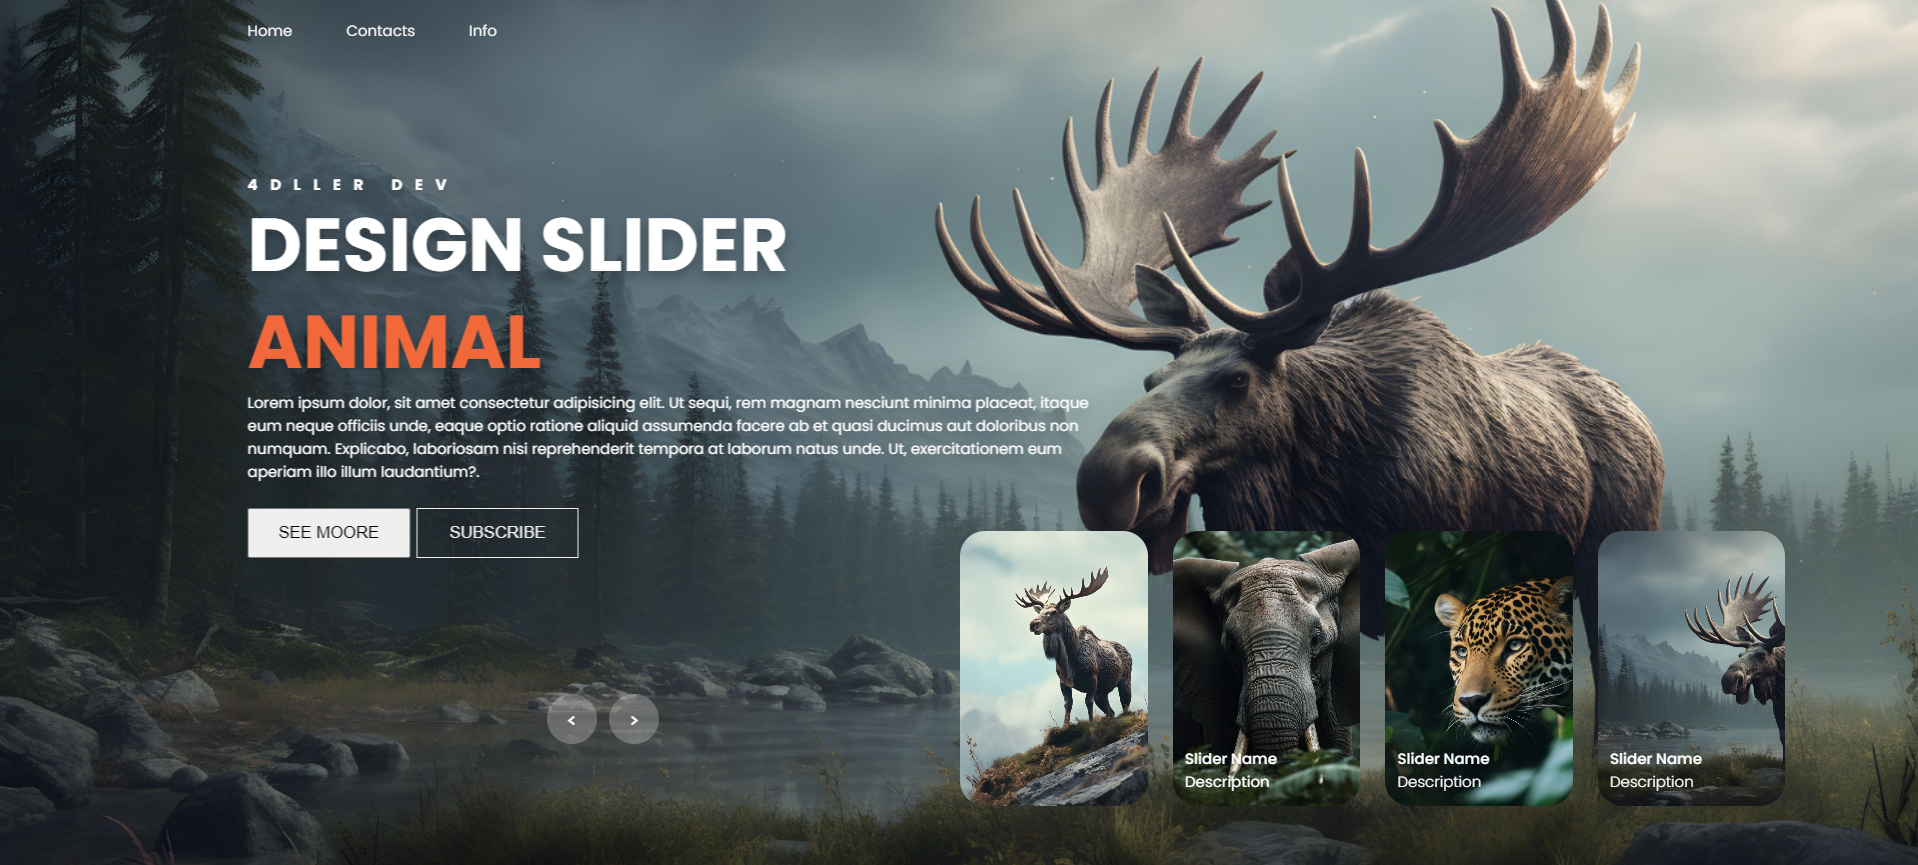 Home Contacts Info
4DLLER DEV
DESIGN SLIDER
ANIMAL
Lorem ipsum dolor, sit amet consectetur adipisicing elit. Ut sequi, rem magnam nesciunt minima placeat, itaque
eum neque officiis unde, eaque optio ratione aliquid assumenda facere ab et quasi ducimus aut doloribus non
numquam. Explicabo, laboriosam nisi reprehenderit tempora at laborum natus unde. Ut, exercitationem eum
aperiam illo illum laudantium?.
SEE MOORE SUBSCRIBE
< >
Slider Name Slider Name Slider Name
Description Description Description